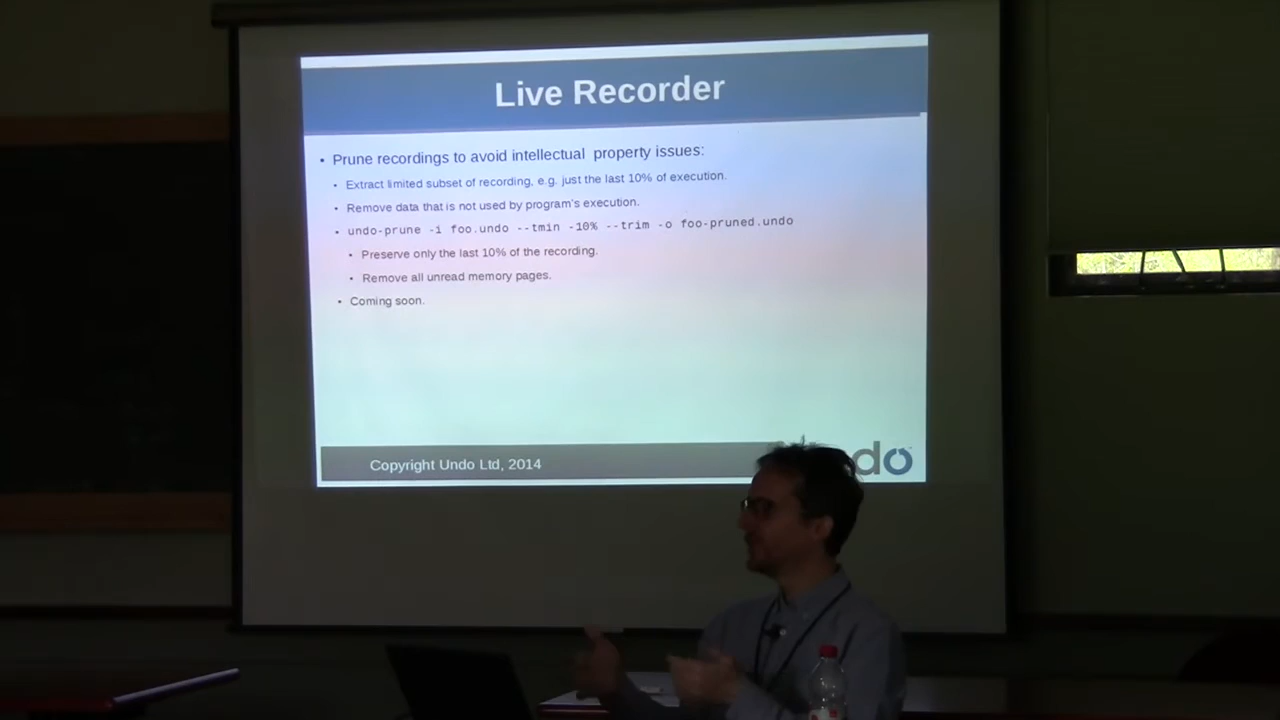 Live Recorder
• Prune recordings to avoid intellectual property issues:
• Extract limited subset of recording, e.g. just the last 10% of execution.
• Remove data that is not used by program's execution.
• undo-prune -i foo.undo --tmin -10% --trim -o foo-pruned.undo
• Preserve only the last 10% of the recording.
• Remove all unread memory pages.
• Coming soon.
Copyright Undo Ltd, 2014